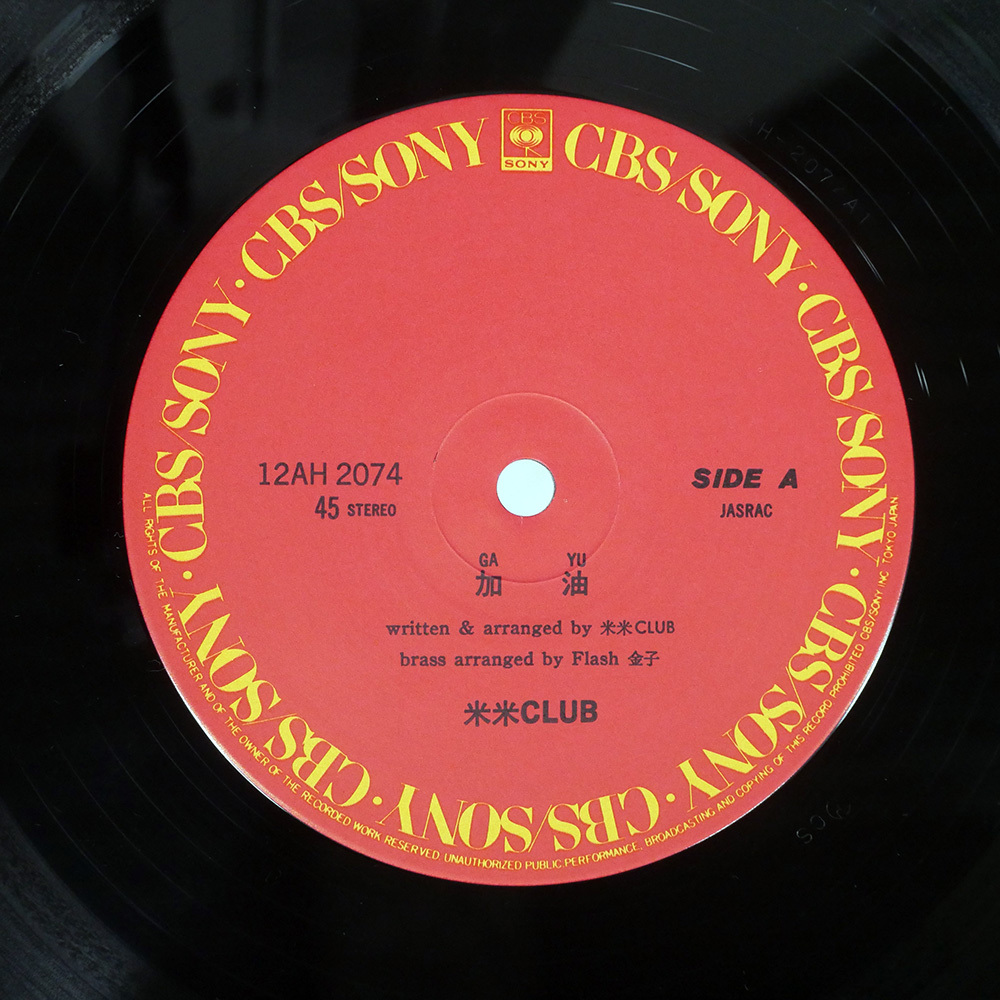 CBS/SONY · CBS/SONY · CBS/SONY · CBS/SONY · CBS/SONY · CBS/SONY · CBS/SONY · CBS/SONY
CBS
SONY
12AH 2074
45 STEREO
SIDE A
JASRAC
GA YU
加 油
written & arranged by 米米CLUB
brass arranged by Flash 金子
米米CLUB
ALL RIGHTS OF THE MANUFACTURER AND OF THE OWNER OF THE RECORDED WORK RESERVED. UNAUTHORIZED PUBLIC PERFORMANCE, BROADCASTING AND COPYING OF THIS RECORD PROHIBITED CBS/SONY INC. TOKYO JAPAN